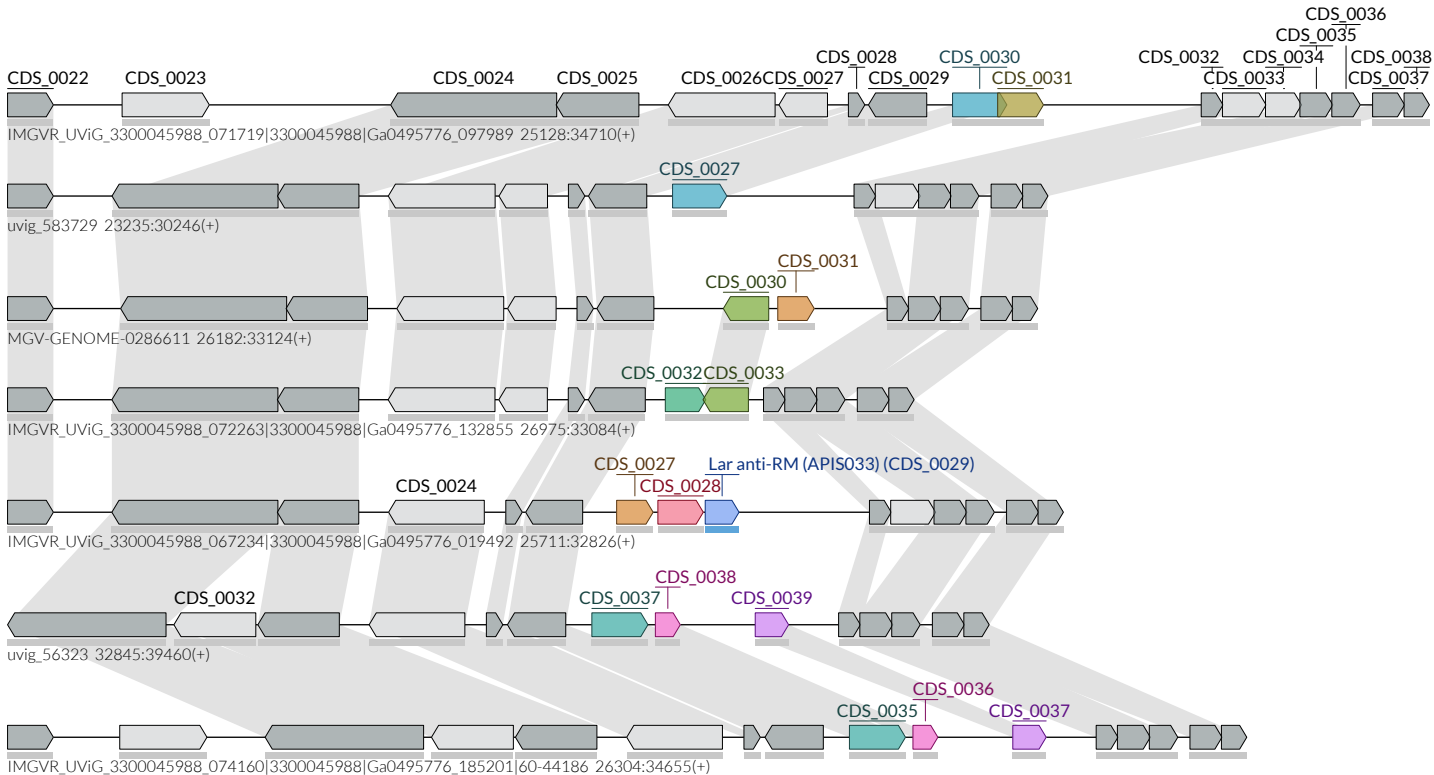 CDS_0036
CDS_0035
CDS_0022 CDS_0023 CDS_0024 CDS_0025 CDS_0026 CDS_0027 CDS_0028 CDS_0029 CDS_0030 CDS_0031 CDS_0032 CDS_0033 CDS_0034 CDS_0037 CDS_0038
IMGVR_UViG_3300045988_071719|3300045988|Ga0495776_097989 25128:34710(+)
CDS_0027
uvig_583729 23235:30246(+)
CDS_0031
CDS_0030
MGV-GENOME-0286611 26182:33124(+)
CDS_0032 CDS_0033
IMGVR_UViG_3300045988_072263|3300045988|Ga0495776_132855 26975:33084(+)
CDS_0027 Lar anti-RM (APIS033) (CDS_0029)
CDS_0024 CDS_0028
IMGVR_UViG_3300045988_067234|3300045988|Ga0495776_019492 25711:32826(+)
CDS_0038
CDS_0032 CDS_0037 CDS_0039
uvig_56323 32845:39460(+)
CDS_0036
CDS_0035 CDS_0037
IMGVR_UViG_3300045988_074160|3300045988|Ga0495776_185201|60-44186 26304:34655(+)